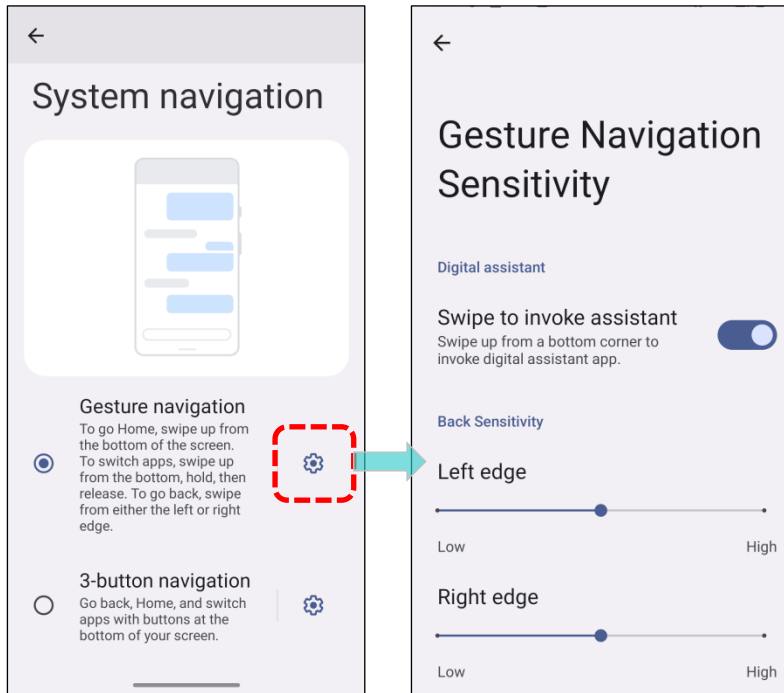 System navigation
Gesture navigation
To go Home, swipe up from
the bottom of the screen.
To switch apps, swipe up
from the bottom, hold, then
release. To go back, swipe
from either the left or right
edge.
3-button navigation
Go back, Home, and switch
apps with buttons at the
bottom of your screen.
Gesture Navigation
Sensitivity
Digital assistant
Swipe to invoke assistant
Swipe up from a bottom corner to
invoke digital assistant app.
Back Sensitivity
Left edge
Low High
Right edge
Low High